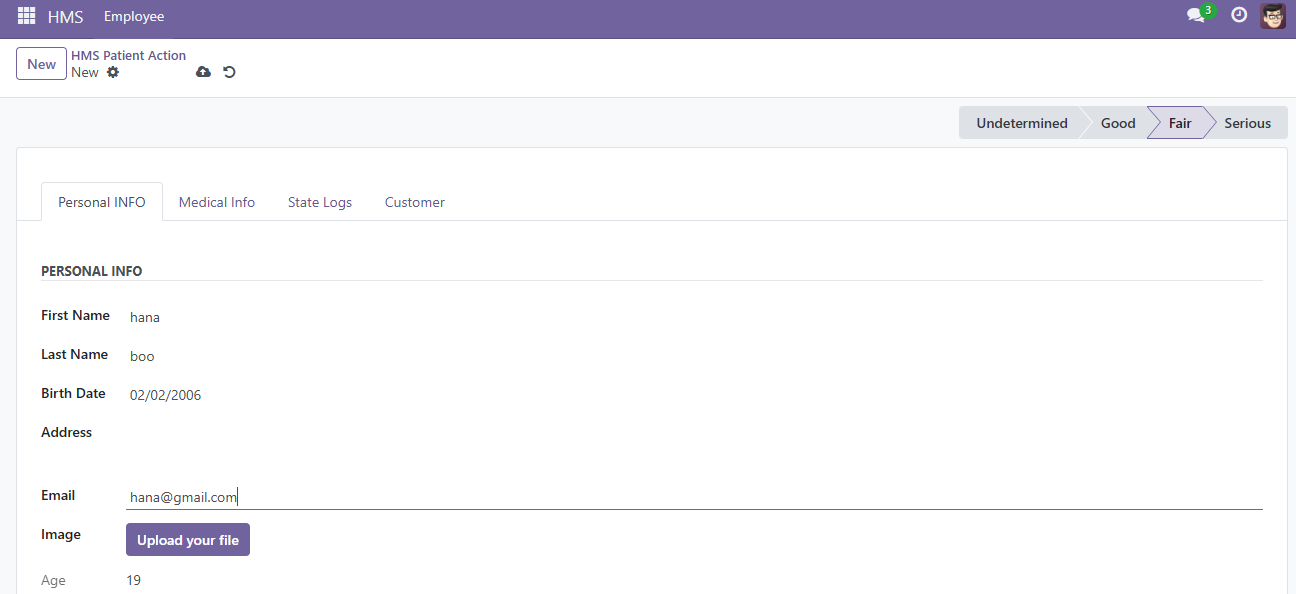 HMS Employee 3
New HMS Patient Action
New
Undetermined Good Fair Serious
Personal INFO Medical Info State Logs Customer
PERSONAL INFO
First Name hana
Last Name boo
Birth Date 02/02/2006
Address
Email hana@gmail.com
Image Upload your file
Age 19